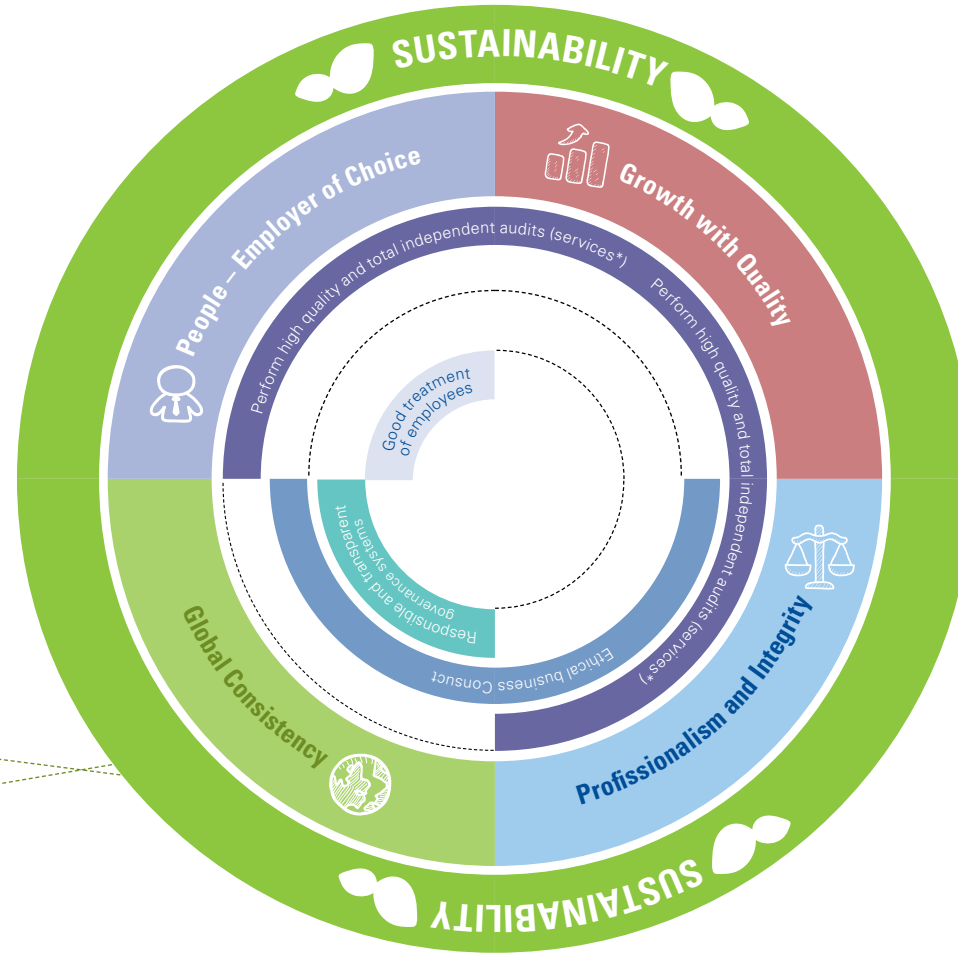 SUSTAINABILITY
People – Employer of Choice
Growth with Quality
Perform high quality and total independent audits (services*)
Perform high quality and total independent audits (services*)
Good treatment
of employees
Responsible and transparent
governance systems
Ethical business Consuct
Global Consistency
Profissionalism and Integrity
SUSTAINABILITY